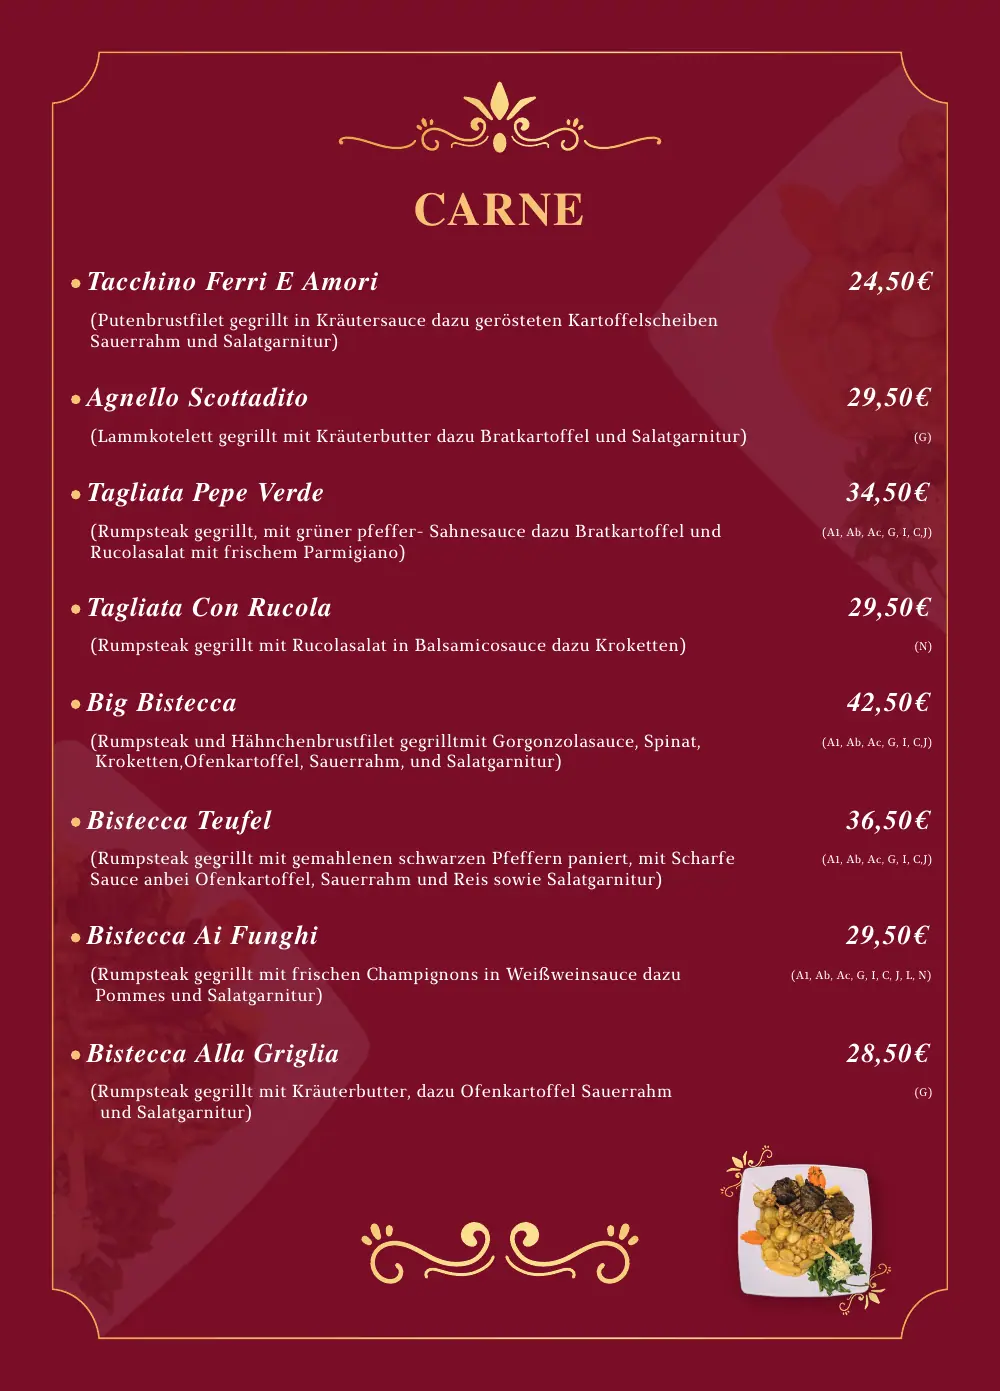 CARNE
• Tacchino Ferri E Amori 24,50€
(Putenbrustfilet gegrillt in Kräutersauce dazu gerösteten Kartoffelscheiben
Sauerrahm und Salatgarnitur)
• Agnello Scottadito 29,50€
(Lammkotelett gegrillt mit Kräuterbutter dazu Bratkartoffel und Salatgarnitur) (G)
• Tagliata Pepe Verde 34,50€
(Rumpsteak gegrillt, mit grüner pfeffer- Sahnesauce dazu Bratkartoffel und (A1, Ab, Ac, G, I, C,J)
Rucolasalat mit frischem Parmigiano)
• Tagliata Con Rucola 29,50€
(Rumpsteak gegrillt mit Rucolasalat in Balsamicosauce dazu Kroketten) (N)
• Big Bistecca 42,50€
(Rumpsteak und Hähnchenbrustfilet gegrilltmit Gorgonzolasauce, Spinat, (A1, Ab, Ac, G, I, C,J)
Kroketten,Ofenkartoffel, Sauerrahm, und Salatgarnitur)
• Bistecca Teufel 36,50€
(Rumpsteak gegrillt mit gemahlenen schwarzen Pfeffern paniert, mit Scharfe (A1, Ab, Ac, G, I, C,J)
Sauce anbei Ofenkartoffel, Sauerrahm und Reis sowie Salatgarnitur)
• Bistecca Ai Funghi 29,50€
(Rumpsteak gegrillt mit frischen Champignons in Weißweinsauce dazu (A1, Ab, Ac, G, I, C, J, L, N)
Pommes und Salatgarnitur)
• Bistecca Alla Griglia 28,50€
(Rumpsteak gegrillt mit Kräuterbutter, dazu Ofenkartoffel Sauerrahm (G)
und Salatgarnitur)